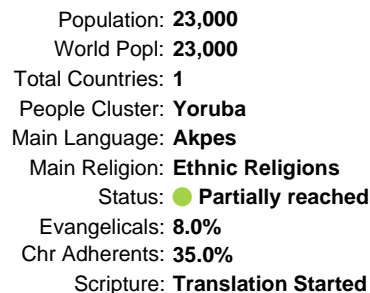 Population: 23,000
World Popl: 23,000
Total Countries: 1
People Cluster: Yoruba
Main Language: Akpes
Main Religion: Ethnic Religions
Status: Partially reached
Evangelicals: 8.0%
Chr Adherents: 35.0%
Scripture: Translation Started